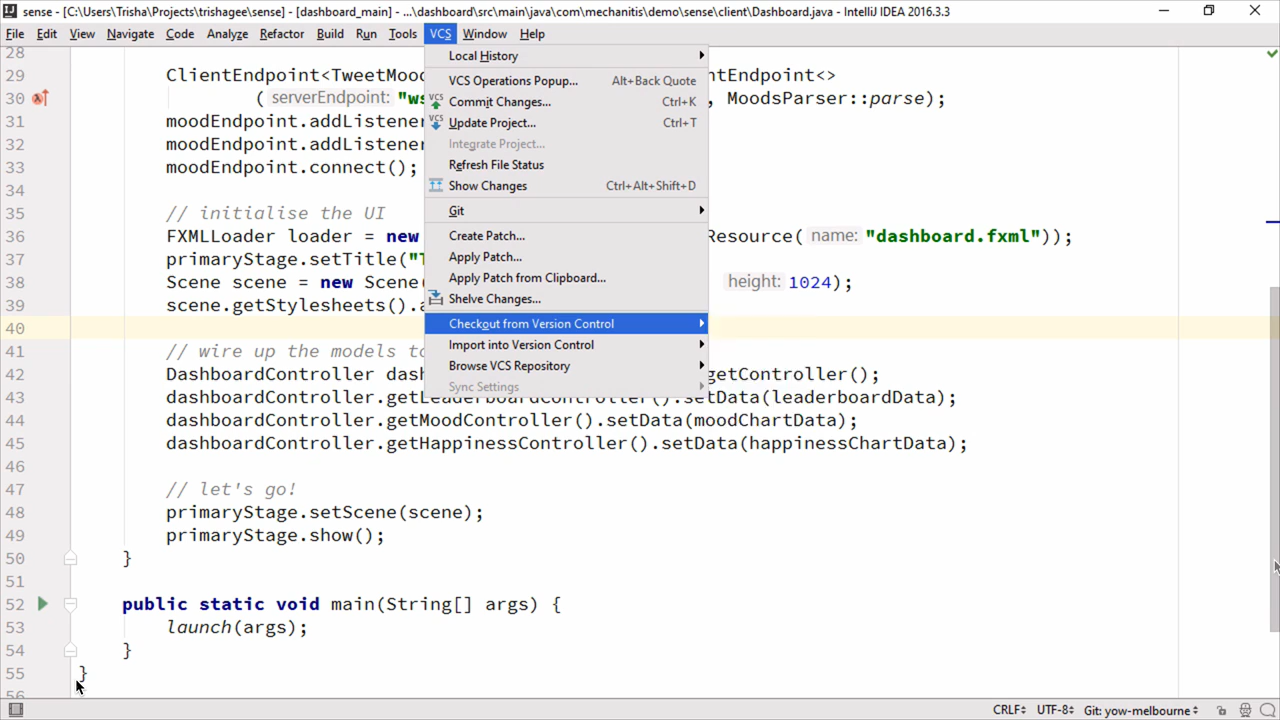 sense - [C:\Users\Trisha\Projects\trishagee\sense] - [dashboard_main] - ...\dashboard\src\main\java\com\mechanitis\demo\sense\client\Dashboard.java - IntelliJ IDEA 2016.3.3
File Edit View Navigate Code Analyze Refactor Build Run Tools VCS Window Help
Local History
VCS Operations Popup... Alt+Back Quote
Commit Changes... Ctrl+K
Update Project... Ctrl+T
Integrate Project...
Refresh File Status
Show Changes Ctrl+Alt+Shift+D
Git
Create Patch...
Apply Patch...
Apply Patch from Clipboard...
Shelve Changes...
Checkout from Version Control
Import into Version Control
Browse VCS Repository
Sync Settings
28
29 ClientEndpoint<TweetMoo ntEndpoint<>
30 ( serverEndpoint: "ws , MoodsParser::parse);
31 moodEndpoint.addListener
32 moodEndpoint.addListener
33 moodEndpoint.connect();
34
35 // initialise the UI
36 FXMLLoader loader = new Resource( name: "dashboard.fxml"));
37 primaryStage.setTitle("T
38 Scene scene = new Scene( height: 1024);
39 scene.getStylesheets().a
40
41 // wire up the models to
42 DashboardController dash getController();
43 dashboardController.getLeaderboardController().setData(leaderboardData);
44 dashboardController.getMoodController().setData(moodChartData);
45 dashboardController.getHappinessController().setData(happinessChartData);
46
47 // let's go!
48 primaryStage.setScene(scene);
49 primaryStage.show();
50 }
51
52 public static void main(String[] args) {
53 launch(args);
54 }
55 }
56
CRLF UTF-8 Git: yow-melbourne